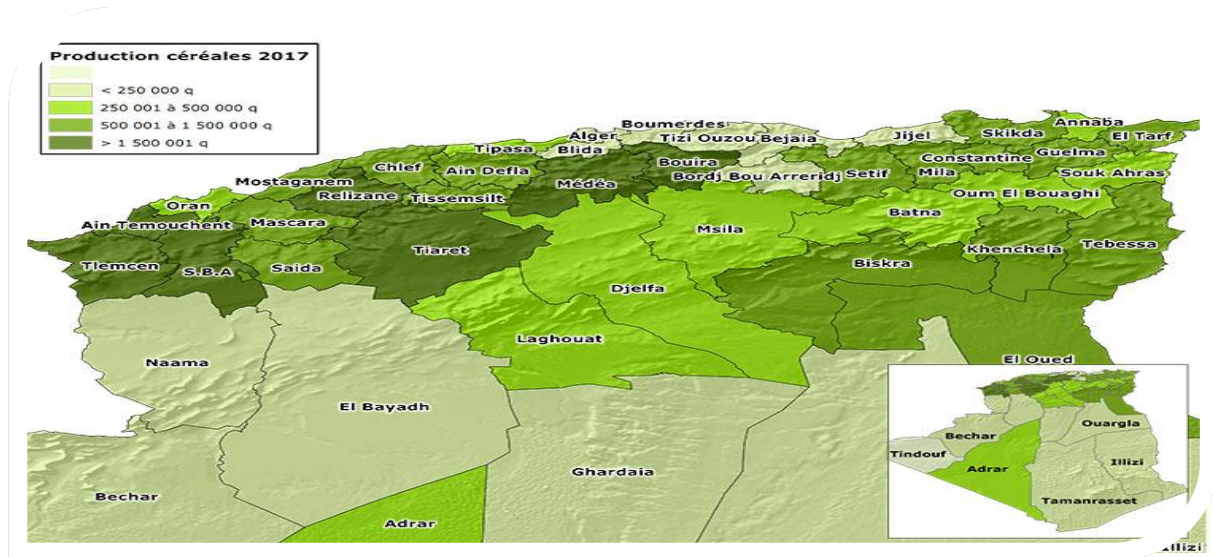 Production céréales 2017
< 250 000 q
250 001 à 500 000 q
500 001 à 1 500 000 q
> 1 500 001 q
Boumerdes
Annaba
Alger
Tizi Ouzou
Bejaia
Jijel
Skikda
El Tarf
Tipasa
Blida
Guelma
Chlef
Ain Defla
Bouira
Constantine
Mostaganem
Médéa
Bordj Bou Arreridj
Setif
Mila
Souk Ahras
Relizane
Tissemsilt
Oum El Bouaghi
Oran
Batna
Ain Temouchent
Mascara
Msila
Tiaret
Khenchela
Tebessa
Tlemcen
S.B.A
Saida
Biskra
Djelfa
Laghouat
Naama
El Oued
El Bayadh
Ghardaia
Bechar
Adrar
Ouargla
Bechar
Tindouf
Illizi
Adrar
Tamanrasset
Illizi